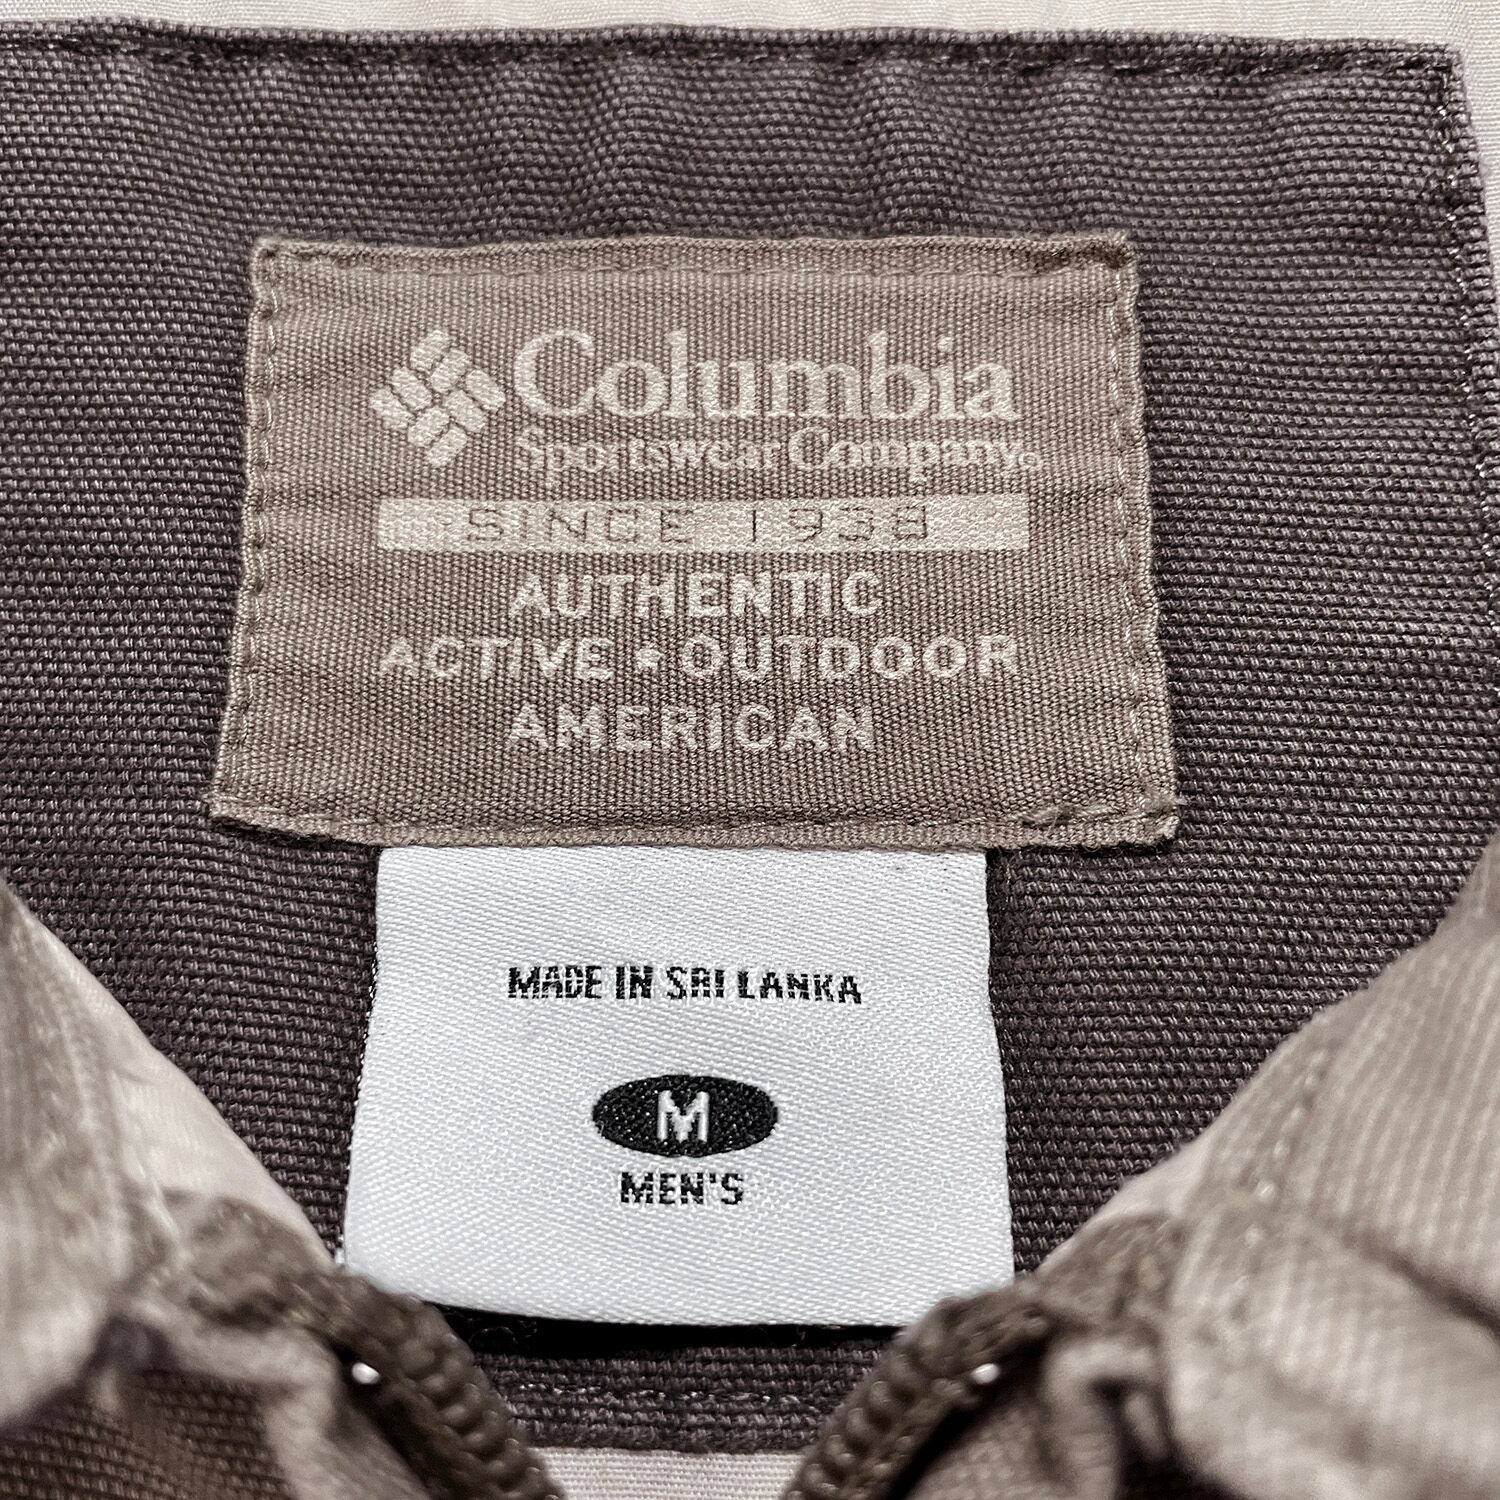 Columbia
Sportswear Company®
SINCE 1938
AUTHENTIC
ACTIVE • OUTDOOR
AMERICAN
MADE IN SRI LANKA
M
MEN'S